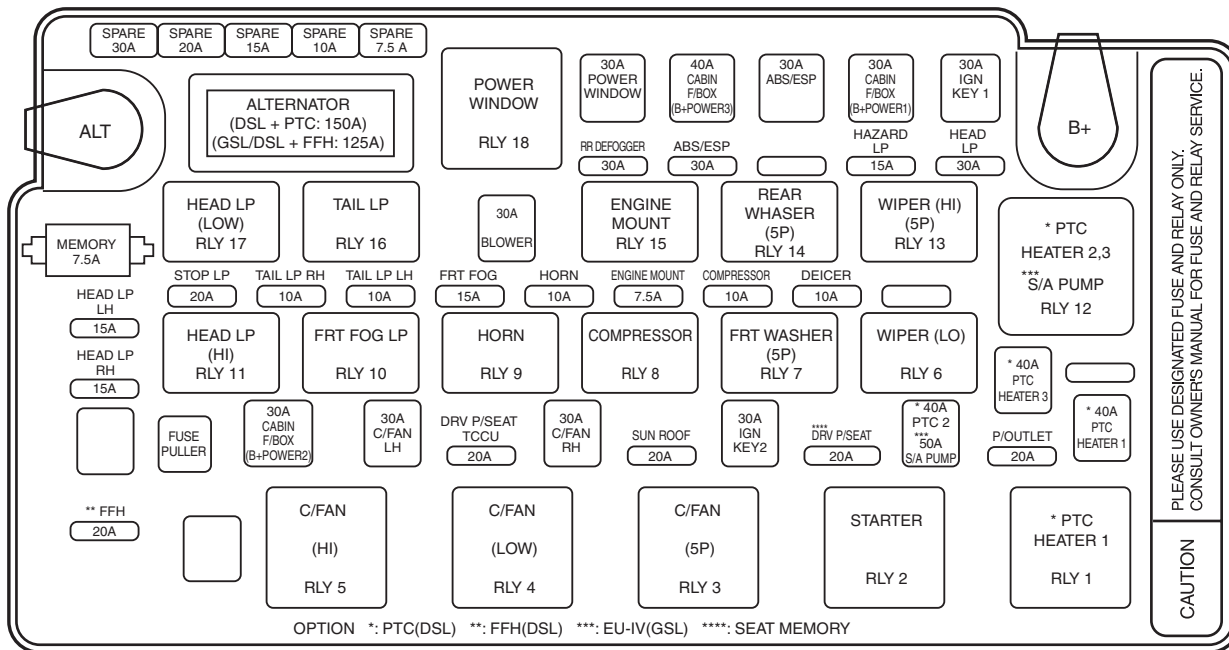 SPARE
30A
SPARE
20A
SPARE
15A
SPARE
10A
SPARE
7.5 A
ALT
ALTERNATOR
(DSL + PTC: 150A)
(GSL/DSL + FFH: 125A)
POWER
WINDOW
RLY 18
30A
POWER
WINDOW
40A
CABIN
F/BOX
(B+POWER3)
30A
ABS/ESP
30A
CABIN
F/BOX
(B+POWER1)
30A
IGN
KEY 1
B+
RR DEFOGGER
30A
ABS/ESP
30A
HAZARD
LP
15A
HEAD
LP
30A
MEMORY
7.5A
HEAD LP
(LOW)
RLY 17
TAIL LP
RLY 16
30A
BLOWER
ENGINE
MOUNT
RLY 15
REAR
WHASER
(5P)
RLY 14
WIPER (HI)
(5P)
RLY 13
* PTC
HEATER 2,3
***
S/A PUMP
RLY 12
HEAD LP
LH
15A
HEAD LP
RH
15A
STOP LP
20A
TAIL LP RH
10A
TAIL LP LH
10A
FRT FOG
15A
HORN
10A
ENGINE MOUNT
7.5A
COMPRESSOR
10A
DEICER
10A
HEAD LP
(HI)
RLY 11
FRT FOG LP
RLY 10
HORN
RLY 9
COMPRESSOR
RLY 8
FRT WASHER
(5P)
RLY 7
WIPER (LO)
RLY 6
* 40A
PTC
HEATER 3
* 40A
PTC
HEATER 1
FUSE
PULLER
30A
CABIN
F/BOX
(B+POWER2)
30A
C/FAN
LH
DRV P/SEAT
TCCU
20A
30A
C/FAN
RH
SUN ROOF
20A
30A
IGN
KEY2
****
DRV P/SEAT
20A
* 40A
PTC 2
***
50A
S/A PUMP
P/OUTLET
20A
** FFH
20A
C/FAN
(HI)
RLY 5
C/FAN
(LOW)
RLY 4
C/FAN
(5P)
RLY 3
STARTER
RLY 2
* PTC
HEATER 1
RLY 1
OPTION *: PTC(DSL) **: FFH(DSL) ***: EU-IV(GSL) ****: SEAT MEMORY
CAUTION
PLEASE USE DESIGNATED FUSE AND RELAY ONLY.
CONSULT OWNER'S MANUAL FOR FUSE AND RELAY SERVICE.